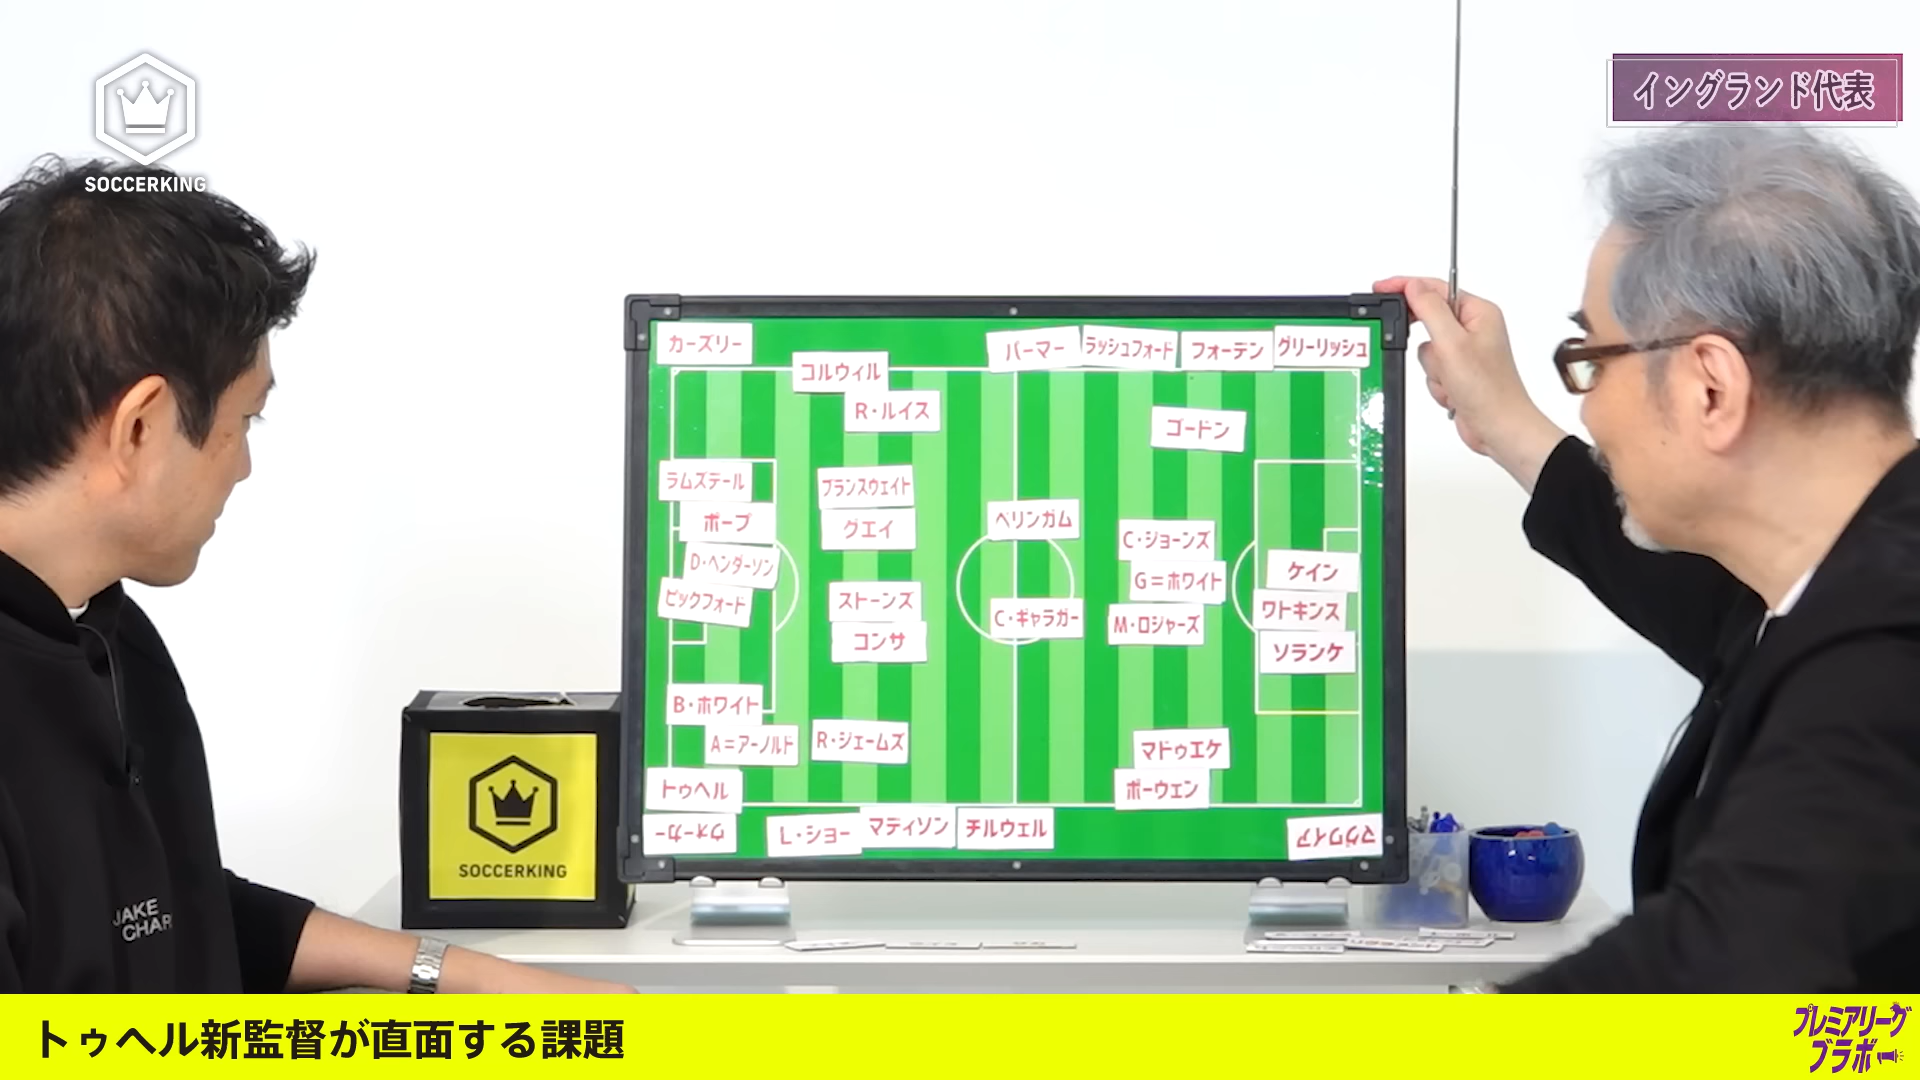 SOCCERKING
イングランド代表
カーズリー
パーマー
ラッシュフォード
フォーデン
グリーリッシュ
コルウィル
R・ルイス
ゴードン
ラムズデール
ブランスウェイト
ポープ
グエイ
ベリンガム
C・ジョーンズ
D・ヘンダーソン
G=ホワイト
ケイン
ピックフォード
ストーンズ
C・ギャラガー
M・ロジャーズ
ワトキンス
コンサ
ソランケ
B・ホワイト
A=アーノルド
R・ジェームズ
マドゥエケ
トゥヘル
ボーウェン
ウォーカー
L・ショー
マティソン
チルウェル
マグワイア
SOCCERKING
JAKE
CHAR
トゥヘル新監督が直面する課題
プレミアリーグ
ブラボー